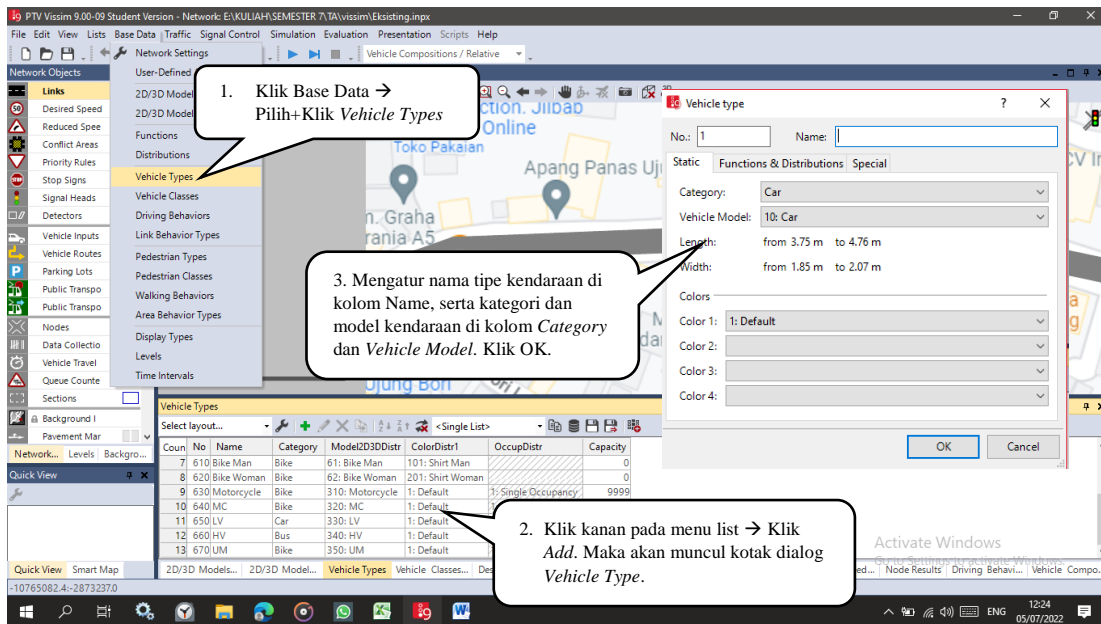 PTV Vissim 9.00-09 Student Version - Network: E:\KULIAH\SEMESTER 7\TA\vissim\Eksisting.inpx
File Edit View Lists Base Data Traffic Signal Control Simulation Evaluation Presentation Scripts Help
Vehicle Compositions / Relative
Network Objects
Links
Desired Speed
Reduced Spee
Conflict Areas
Priority Rules
Stop Signs
Signal Heads
Detectors
Vehicle Inputs
Vehicle Routes
Parking Lots
Public Transpo
Public Transpo
Nodes
Data Collectio
Vehicle Travel
Queue Counte
Sections
Background I
Pavement Mar
Network... Levels Backgro...
Quick View
Quick View Smart Map
Network Settings
User-Defined
2D/3D Model
2D/3D Model
Functions
Distributions
Vehicle Types
Vehicle Classes
Driving Behaviors
Link Behavior Types
Pedestrian Types
Pedestrian Classes
Walking Behaviors
Area Behavior Types
Display Types
Levels
Time Intervals
1. Klik Base Data →
Pilih+Klik Vehicle Types
ction. Jilbab
Online
Toko Pakaian
Apang Panas Uj
n. Graha
rania A5
Ujung Bori
CV
3. Mengatur nama tipe kendaraan di
kolom Name, serta kategori dan
model kendaraan di kolom Category
dan Vehicle Model. Klik OK.
Vehicle type
? X
No.: 1 Name:
Static Functions & Distributions Special
Category: Car
Vehicle Model: 10: Car
Length: from 3.75 m to 4.76 m
Width: from 1.85 m to 2.07 m
Colors
Color 1: 1: Default
Color 2:
Color 3:
Color 4:
OK Cancel
Vehicle Types
Select layout... <Single List>
Coun No Name Category Model2D3DDistr ColorDistr1 OccupDistr Capacity
7 610 Bike Man Bike 61: Bike Man 101: Shirt Man 0
8 620 Bike Woman Bike 62: Bike Woman 201: Shirt Woman 0
9 630 Motorcycle Bike 310: Motorcycle 1: Default 1: Single Occupancy 9999
10 640 MC Bike 320: MC 1: Default
11 650 LV Car 330: LV 1: Default
12 660 HV Bus 340: HV 1: Default
13 670 UM Bike 350: UM 1: Default
2. Klik kanan pada menu list → Klik
Add. Maka akan muncul kotak dialog
Vehicle Type.
Activate Windows
Go to Settings to activate Windows.
2D/3D Models... 2D/3D Model... Vehicle Types Vehicle Classes... Des
ed... Node Results Driving Behavi... Vehicle Compo.
-10765082.4:-2873237.0
ENG
12:24
05/07/2022